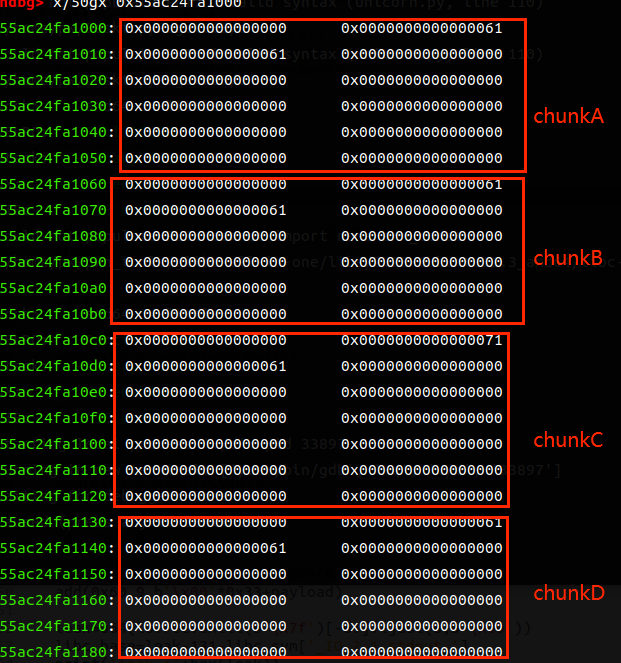 x/50gx 0x55ac24fa1000
55ac24fa1000: 0x0000000000000000 0x0000000000000061
55ac24fa1010: 0x0000000000000061 0x0000000000000000
55ac24fa1020: 0x0000000000000000 0x0000000000000000
55ac24fa1030: 0x0000000000000000 0x0000000000000000
chunkA
55ac24fa1040: 0x0000000000000000 0x0000000000000000
55ac24fa1050: 0x0000000000000000 0x0000000000000000
55ac24fa1060: 0x0000000000000000 0x0000000000000061
55ac24fa1070: 0x0000000000000061 0x0000000000000000
55ac24fa1080: 0x0000000000000000 0x0000000000000000
chunkB
55ac24fa1090: 0x0000000000000000 0x0000000000000000
55ac24fa10a0: 0x0000000000000000 0x0000000000000000
55ac24fa10b0: 0x0000000000000000 0x0000000000000000
55ac24fa10c0: 0x0000000000000000 0x0000000000000071
55ac24fa10d0: 0x0000000000000061 0x0000000000000000
55ac24fa10e0: 0x0000000000000000 0x0000000000000000
55ac24fa10f0: 0x0000000000000000 0x0000000000000000
55ac24fa1100: 0x0000000000000000 0x0000000000000000
chunkC
55ac24fa1110: 0x0000000000000000 0x0000000000000000
55ac24fa1120: 0x0000000000000000 0x0000000000000000
55ac24fa1130: 0x0000000000000000 0x0000000000000061
55ac24fa1140: 0x0000000000000061 0x0000000000000000
55ac24fa1150: 0x0000000000000000 0x0000000000000000
chunkD
55ac24fa1160: 0x0000000000000000 0x0000000000000000
55ac24fa1170: 0x0000000000000000 0x0000000000000000
55ac24fa1180: 0x0000000000000000 0x0000000000000000